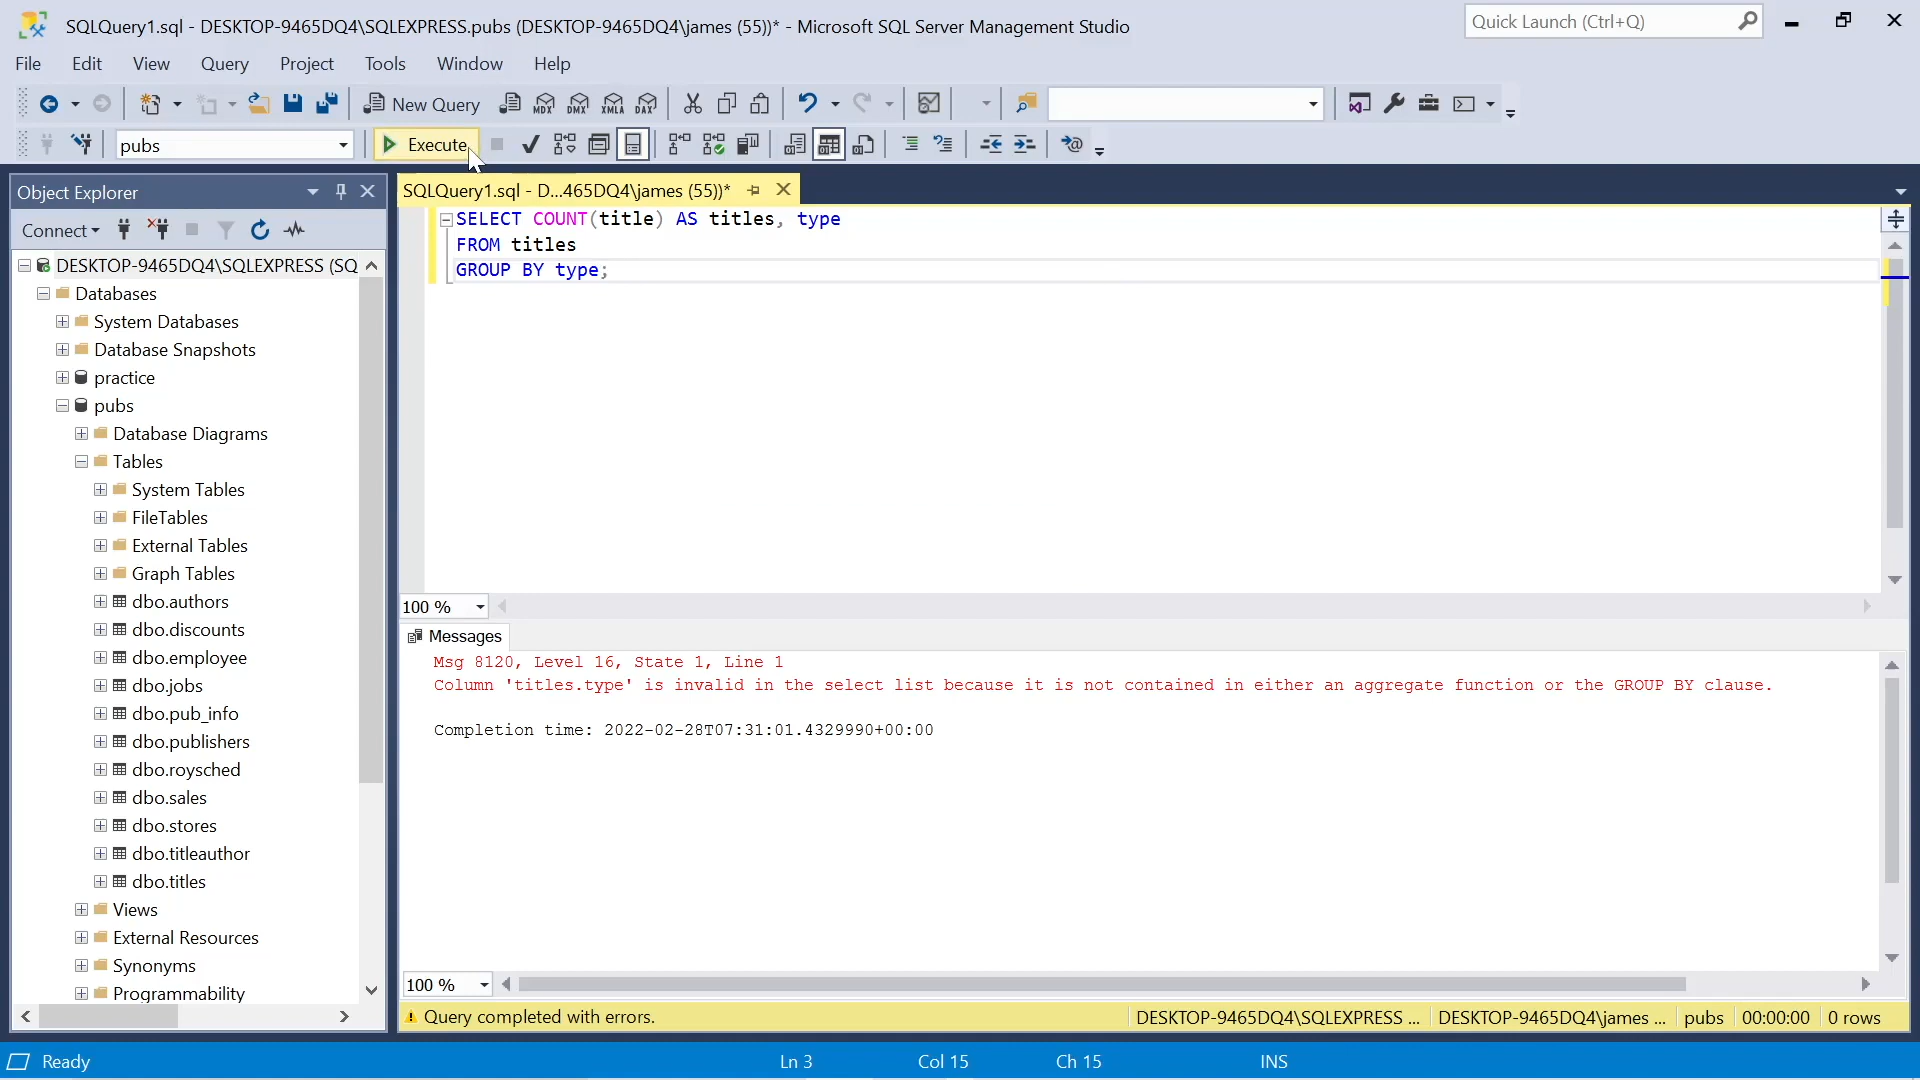 SQLQuery1.sql - DESKTOP-9465DQ4\SQLEXPRESS.pubs (DESKTOP-9465DQ4\james (55))* - Microsoft SQL Server Management Studio
Quick Launch (Ctrl+Q)
File Edit View Query Project Tools Window Help
New Query MDX DMX XMLA DAX
pubs Execute
Object Explorer
SQLQuery1.sql - D...465DQ4\james (55))*
Connect
SELECT COUNT(title) AS titles, type
FROM titles
GROUP BY type;
DESKTOP-9465DQ4\SQLEXPRESS (SQ
Databases
System Databases
Database Snapshots
practice
pubs
Database Diagrams
Tables
System Tables
FileTables
External Tables
Graph Tables
dbo.authors
dbo.discounts
dbo.employee
dbo.jobs
dbo.pub_info
dbo.publishers
dbo.roysched
dbo.sales
dbo.stores
dbo.titleauthor
dbo.titles
Views
External Resources
Synonyms
Programmability
100 %
Messages
Msg 8120, Level 16, State 1, Line 1
Column 'titles.type' is invalid in the select list because it is not contained in either an aggregate function or the GROUP BY clause.
Completion time: 2022-02-28T07:31:01.4329990+00:00
100 %
Query completed with errors.
DESKTOP-9465DQ4\SQLEXPRESS ... DESKTOP-9465DQ4\james ... pubs 00:00:00 0 rows
Ready Ln 3 Col 15 Ch 15 INS